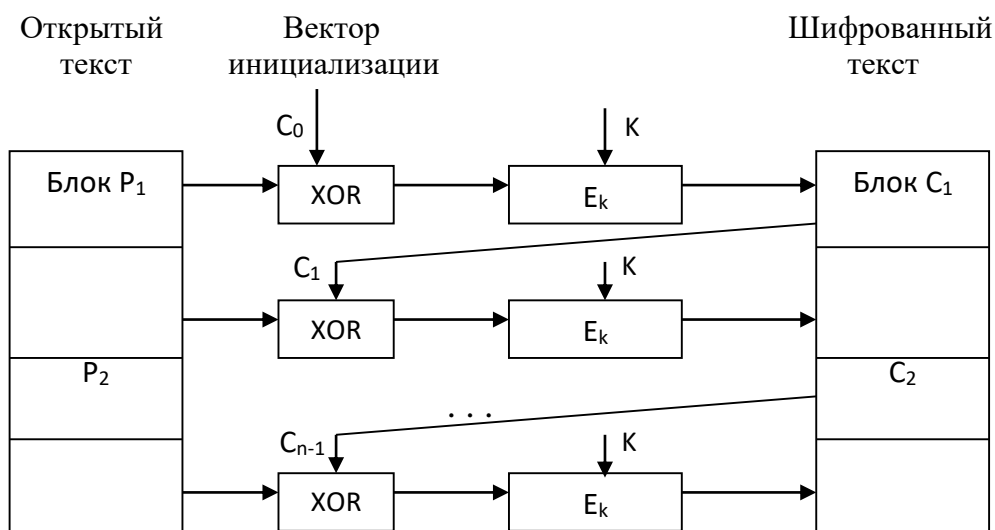 Открытый текст
Вектор инициализации
Шифрованный текст
C₀
K
Блок P₁
XOR
Eₖ
Блок C₁
C₁
K
XOR
Eₖ
P₂
C₂
. . .
Cₙ₋₁
K
XOR
Eₖ